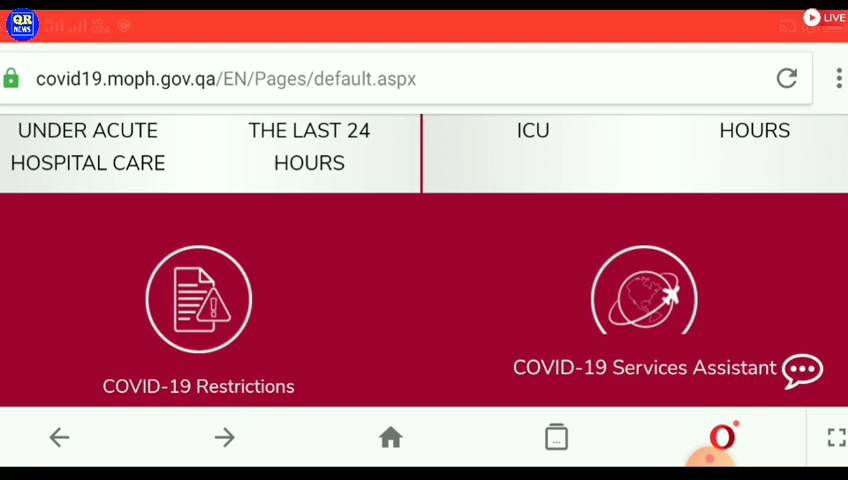 QR
NEWS
LIVE
covid19.moph.gov.qa/EN/Pages/default.aspx
UNDER ACUTE
HOSPITAL CARE
THE LAST 24
HOURS
ICU
HOURS
COVID-19 Restrictions
COVID-19 Services Assistant